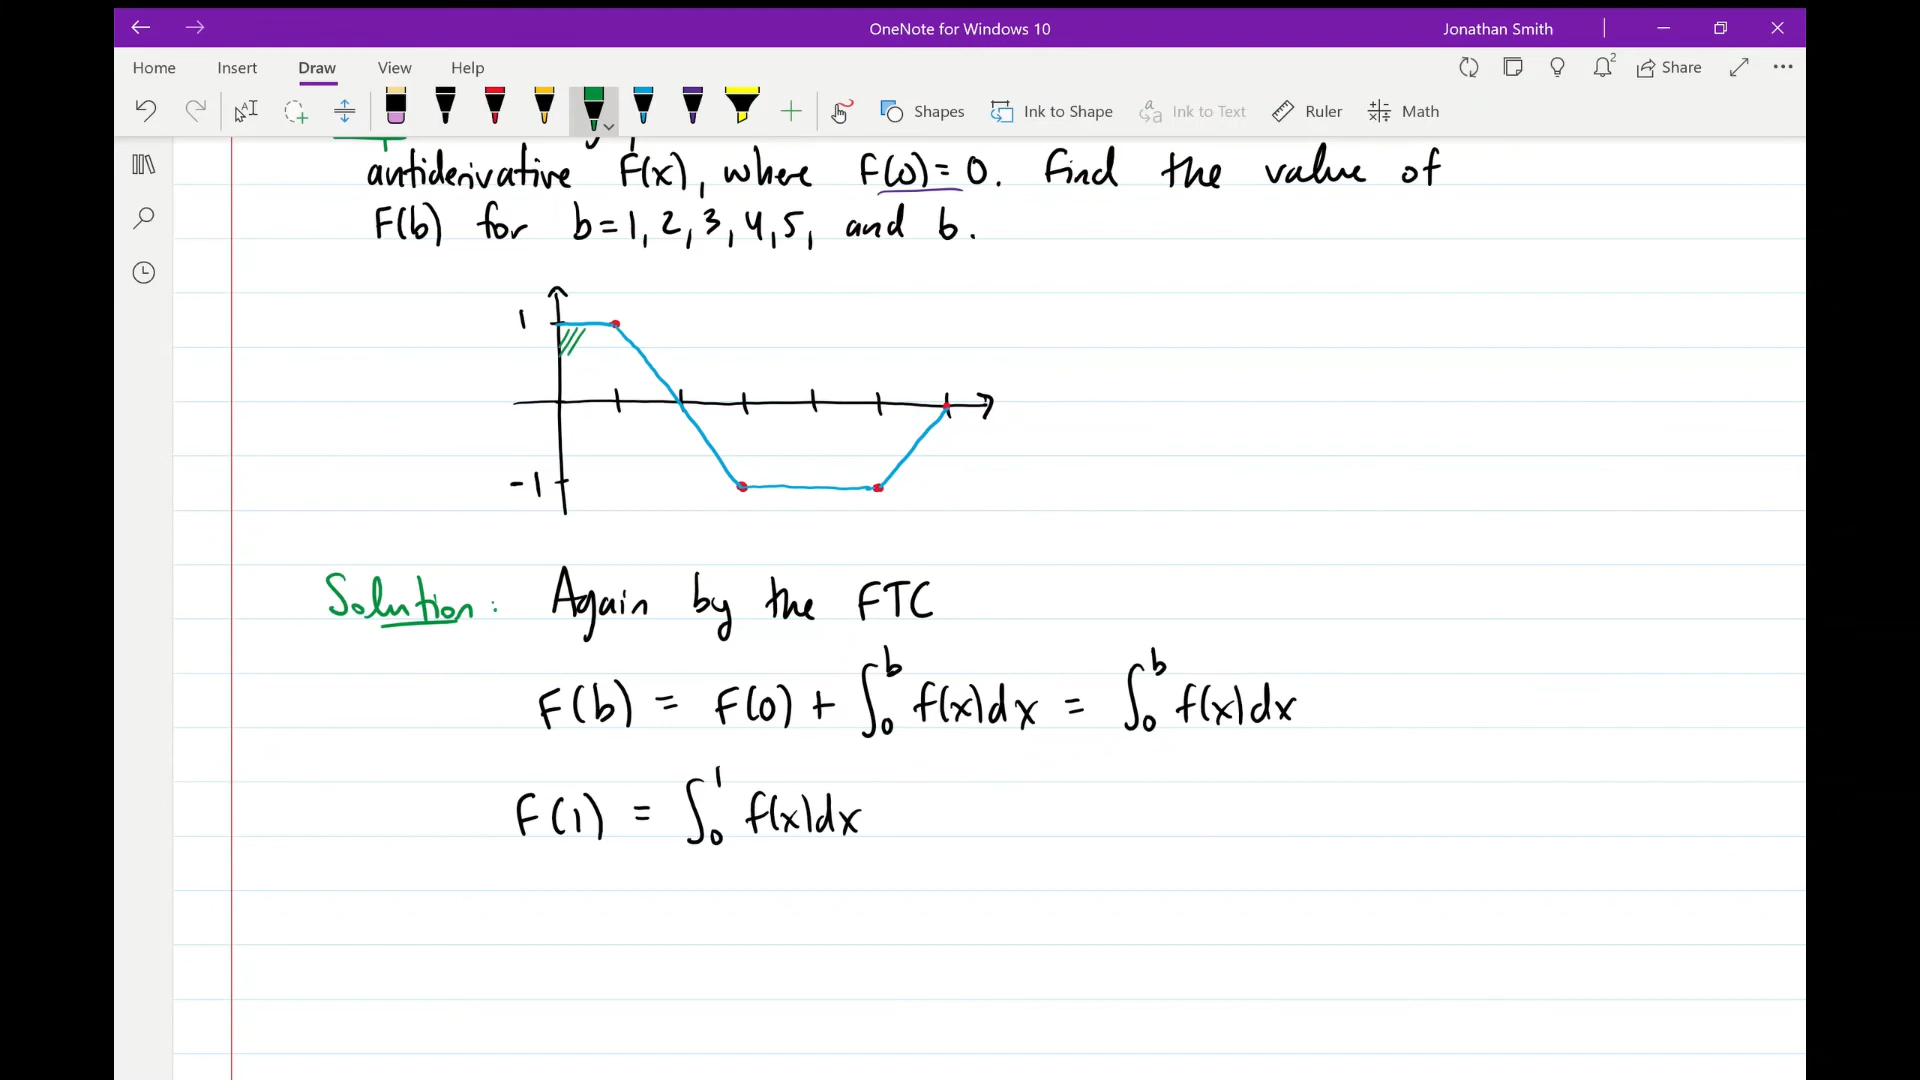 OneNote for Windows 10
Jonathan Smith
Home Insert Draw View Help
2 Share
Shapes Ink to Shape Ink to Text Ruler Math
antiderivative F(x), where F(0)=0. Find the value of
F(b) for b=1, 2, 3, 4, 5, and 6.
1
-1
Solution: Again by the FTC
F(b) = F(0) + ∫₀ᵇ f(x)dx = ∫₀ᵇ f(x)dx
F(1) = ∫₀¹ f(x)dx